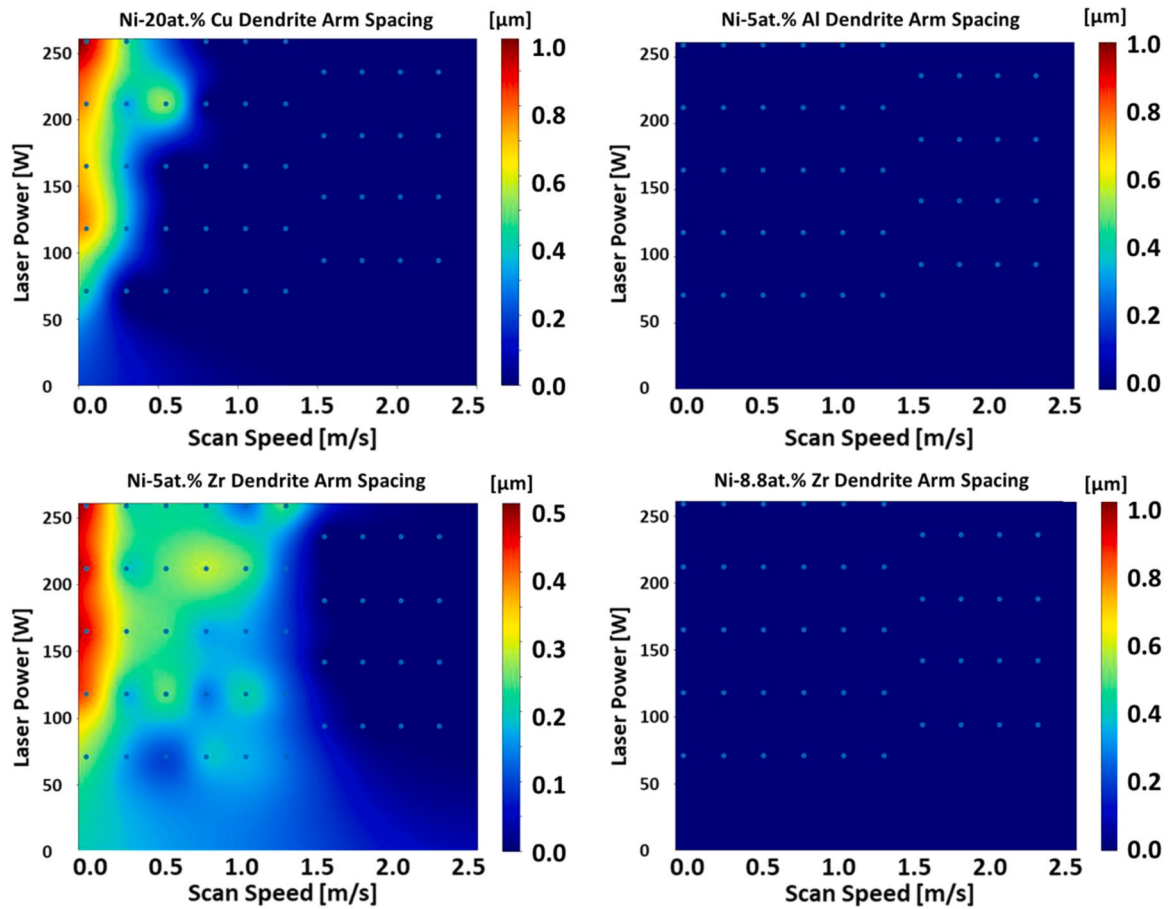 Ni-20at.% Cu Dendrite Arm Spacing
[µm]
Laser Power [W]
250
200
150
100
50
0
0.0 0.5 1.0 1.5 2.0 2.5
Scan Speed [m/s]
1.0
0.8
0.6
0.4
0.2
0.0
Ni-5at.% Al Dendrite Arm Spacing
[µm]
Laser Power [W]
250
200
150
100
50
0
0.0 0.5 1.0 1.5 2.0 2.5
Scan Speed [m/s]
1.0
0.8
0.6
0.4
0.2
0.0
Ni-5at.% Zr Dendrite Arm Spacing
[µm]
Laser Power [W]
250
200
150
100
50
0
0.0 0.5 1.0 1.5 2.0 2.5
Scan Speed [m/s]
0.5
0.4
0.3
0.2
0.1
0.0
Ni-8.8at.% Zr Dendrite Arm Spacing
[µm]
Laser Power [W]
250
200
150
100
50
0
0.0 0.5 1.0 1.5 2.0 2.5
Scan Speed [m/s]
1.0
0.8
0.6
0.4
0.2
0.0